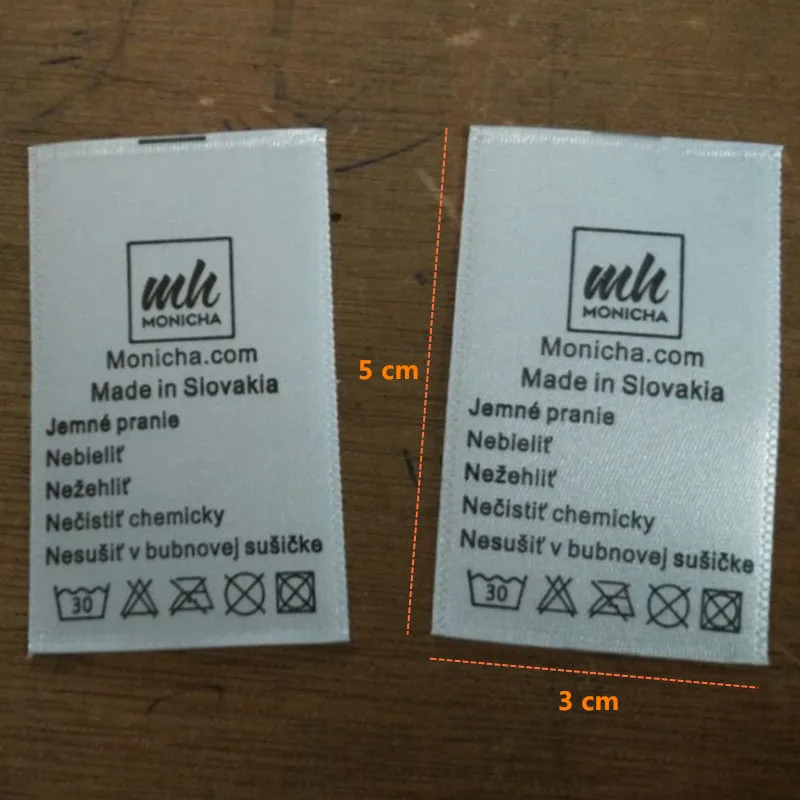 mh
MONICHA
Monicha.com
Made in Slovakia
Jemné pranie
Nebieliť
Nežehliť
Nečistiť chemicky
Nesušiť v bubnovej sušičke
30
5 cm
mh
MONICHA
Monicha.com
Made in Slovakia
Jemné pranie
Nebieliť
Nežehliť
Nečistiť chemicky
Nesušiť v bubnovej sušičke
30
3 cm